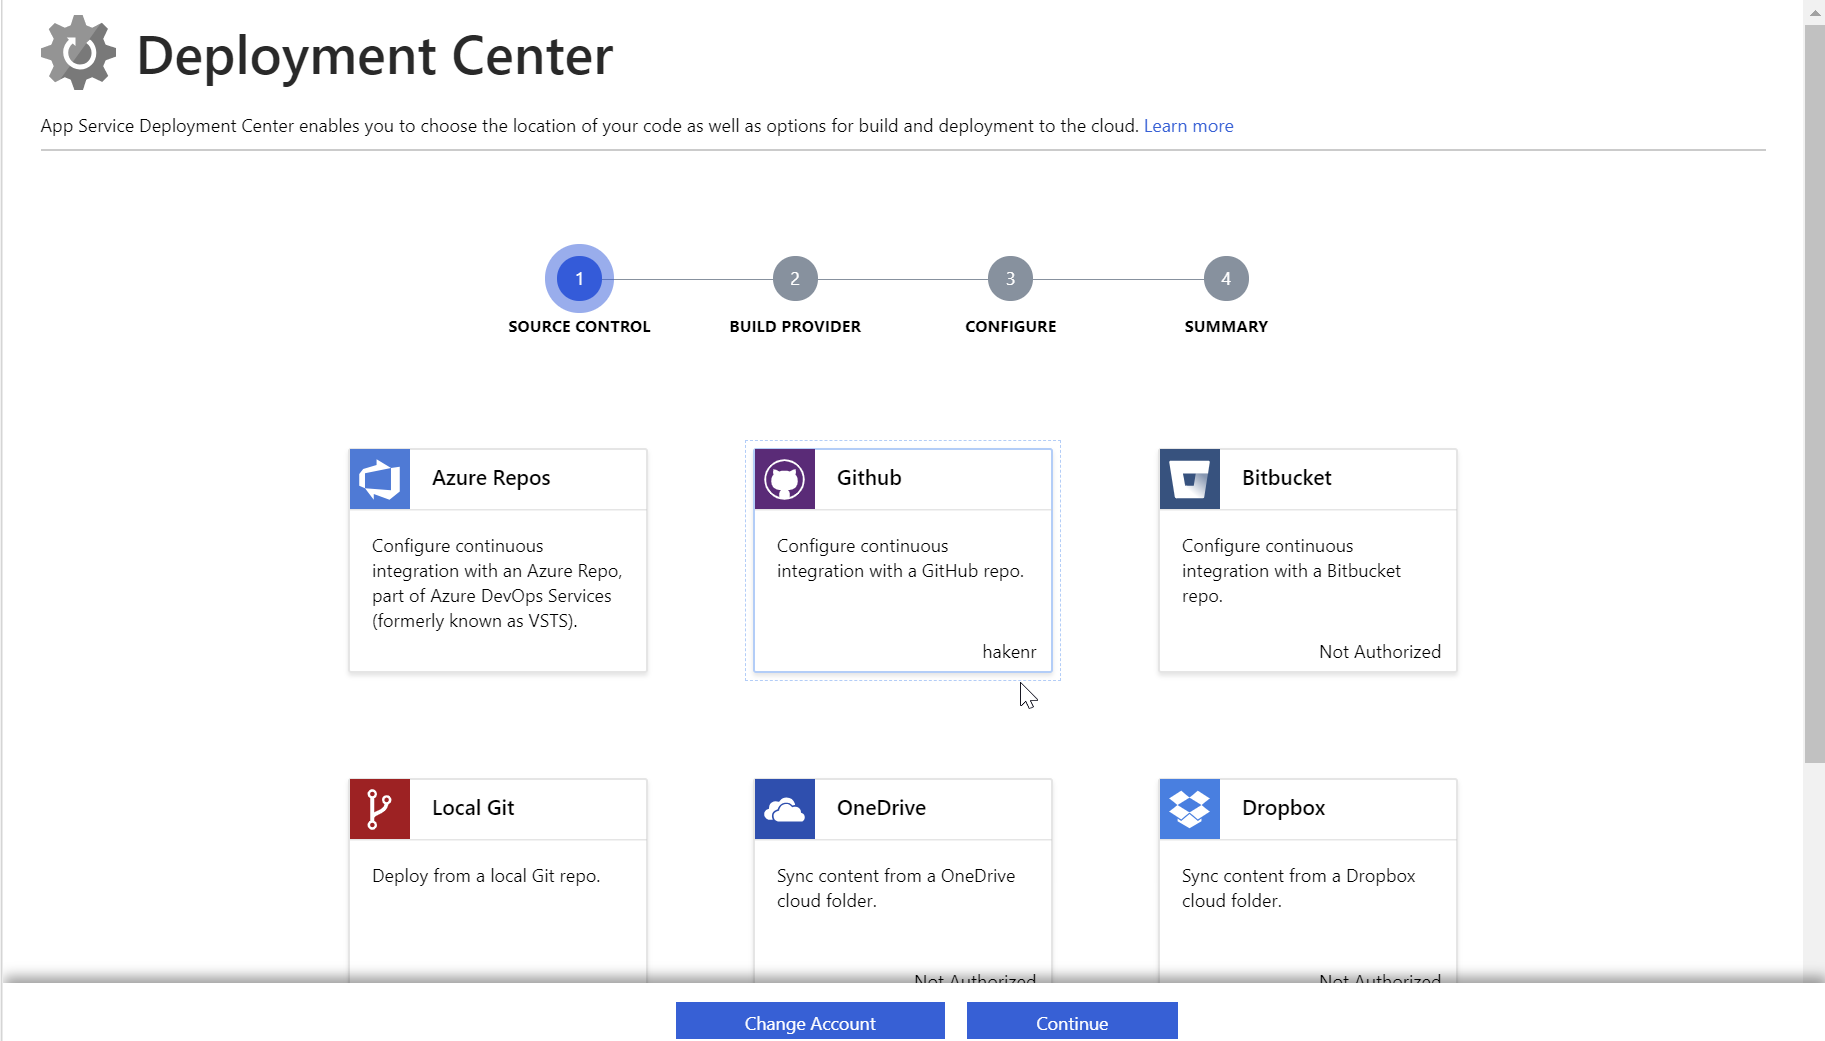 Deployment Center
App Service Deployment Center enables you to choose the location of your code as well as options for build and deployment to the cloud. Learn more
1
2
3
4
SOURCE CONTROL
BUILD PROVIDER
CONFIGURE
SUMMARY
Azure Repos
Configure continuous
integration with an Azure Repo,
part of Azure DevOps Services
(formerly known as VSTS).
Github
Configure continuous
integration with a GitHub repo.
hakenr
Bitbucket
Configure continuous
integration with a Bitbucket
repo.
Not Authorized
Local Git
Deploy from a local Git repo.
OneDrive
Sync content from a OneDrive
cloud folder.
Not Authorized
Dropbox
Sync content from a Dropbox
cloud folder.
Not Authorized
Change Account
Continue